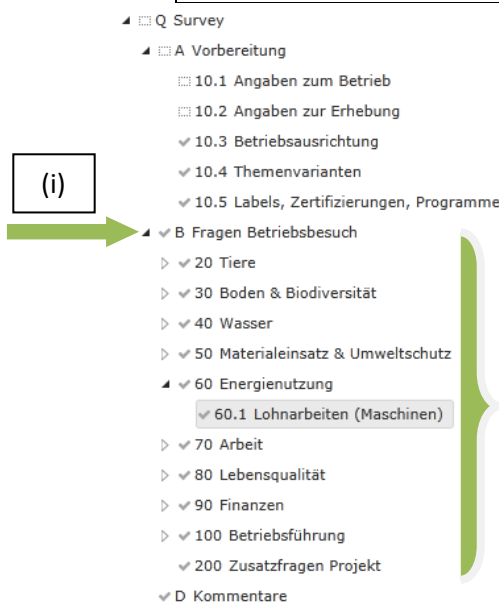 Q Survey
A Vorbereitung
10.1 Angaben zum Betrieb
10.2 Angaben zur Erhebung
10.3 Betriebsausrichtung
10.4 Themenvarianten
10.5 Labels, Zertifizierungen, Programme
(i)
B Fragen Betriebsbesuch
20 Tiere
30 Boden & Biodiversität
40 Wasser
50 Materialeinsatz & Umweltschutz
60 Energienutzung
60.1 Lohnarbeiten (Maschinen)
70 Arbeit
80 Lebensqualität
90 Finanzen
100 Betriebsführung
200 Zusatzfragen Projekt
D Kommentare